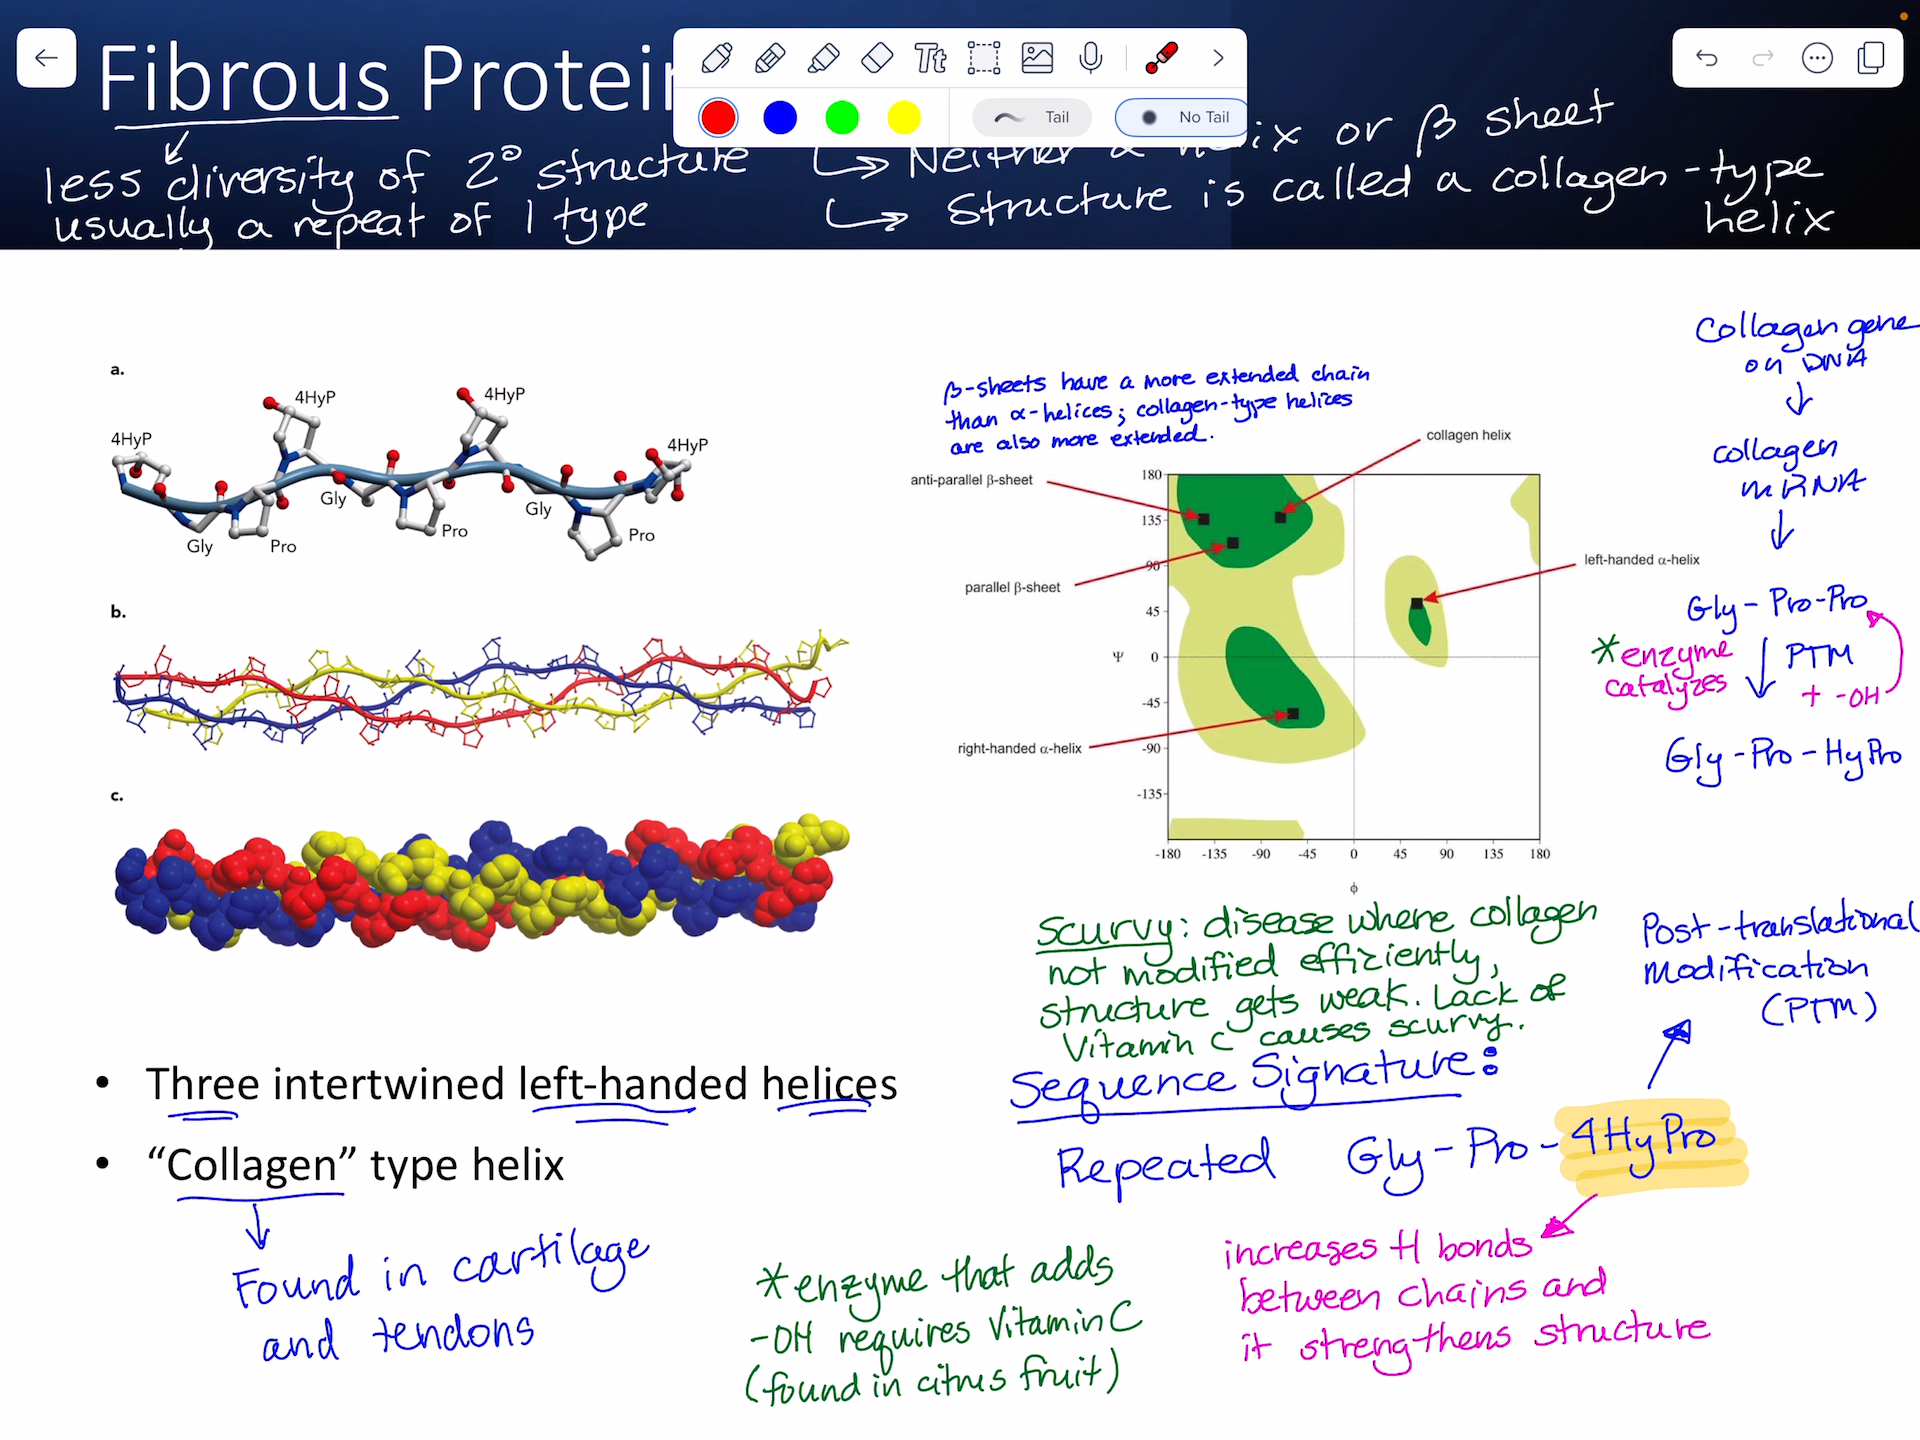 Fibrous Protein
Tail
No Tail
less diversity of 2° structure
usually a repeat of 1 type
↳ Neither α helix or β sheet
↳ Structure is called a collagen-type
helix
a.
4HyP
4HyP
4HyP
4HyP
Gly
Pro
Gly
Pro
Gly
Pro
b.
c.
β-sheets have a more extended chain
than α-helices; collagen-type helices
are also more extended.
collagen helix
anti-parallel β-sheet
parallel β-sheet
left-handed α-helix
right-handed α-helix
180
135
90
45
0
-45
-90
-135
Ψ
-180 -135 -90 -45 0 45 90 135 180
ϕ
Collagen gene
on DNA
↓
collagen
mRNA
↓
Gly-Pro-Pro
*enzyme
catalyzes
↓ PTM
+ -OH
Gly-Pro-HyPro
Scurvy: disease where collagen
not modified efficiently,
structure gets weak. Lack of
Vitamin C causes scurvy.
Post-translational
Modification
(PTM)
• Three intertwined left-handed helices
• “Collagen” type helix
Found in cartilage
and tendons
Sequence Signature:
Repeated Gly-Pro-4HyPro
increases H bonds
between chains and
it strengthens structure
*enzyme that adds
-OH requires Vitamin C
(found in citrus fruit)